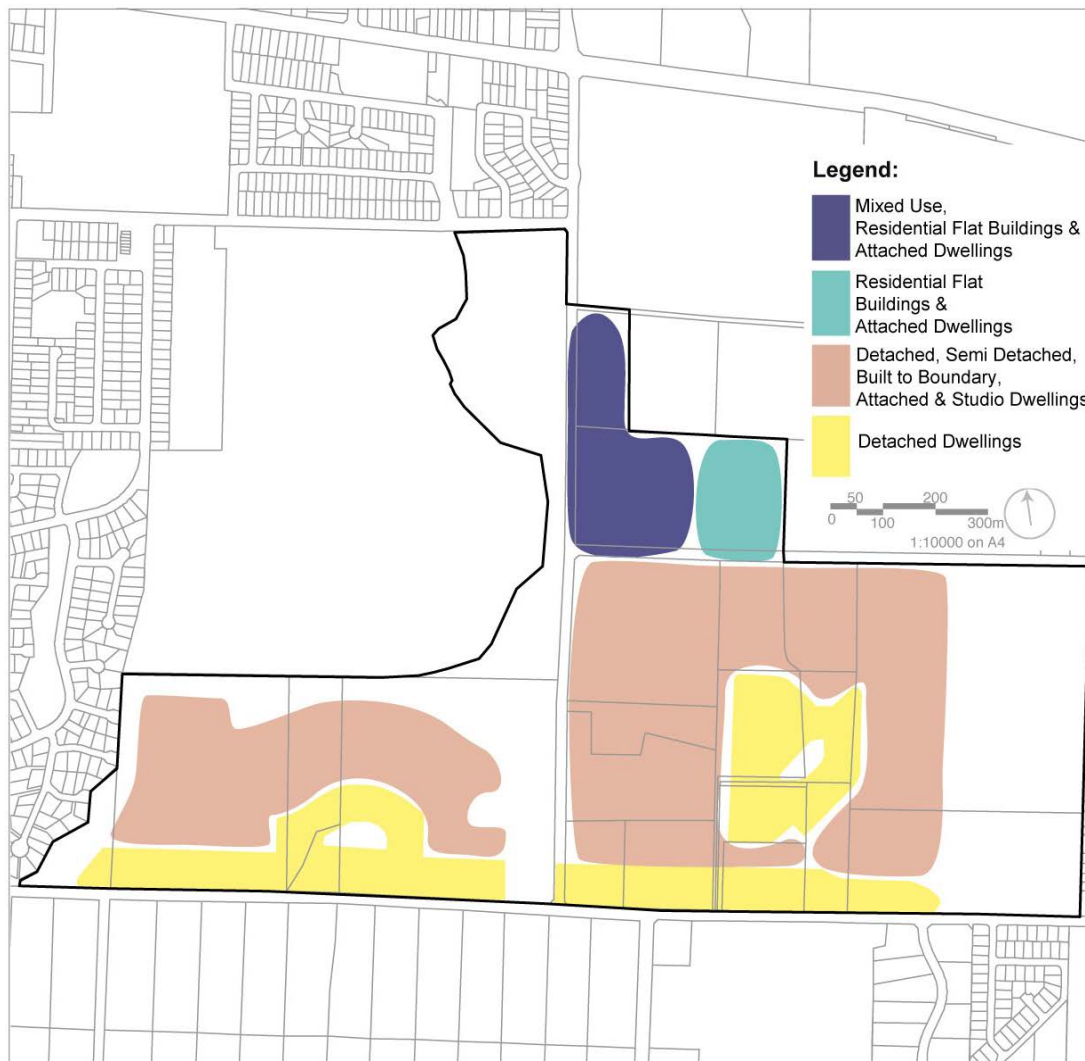 Legend:
Mixed Use,
Residential Flat Buildings &
Attached Dwellings
Residential Flat
Buildings &
Attached Dwellings
Detached, Semi Detached,
Built to Boundary,
Attached & Studio Dwellings
Detached Dwellings
50 200
0 100 300m
1:10000 on A4